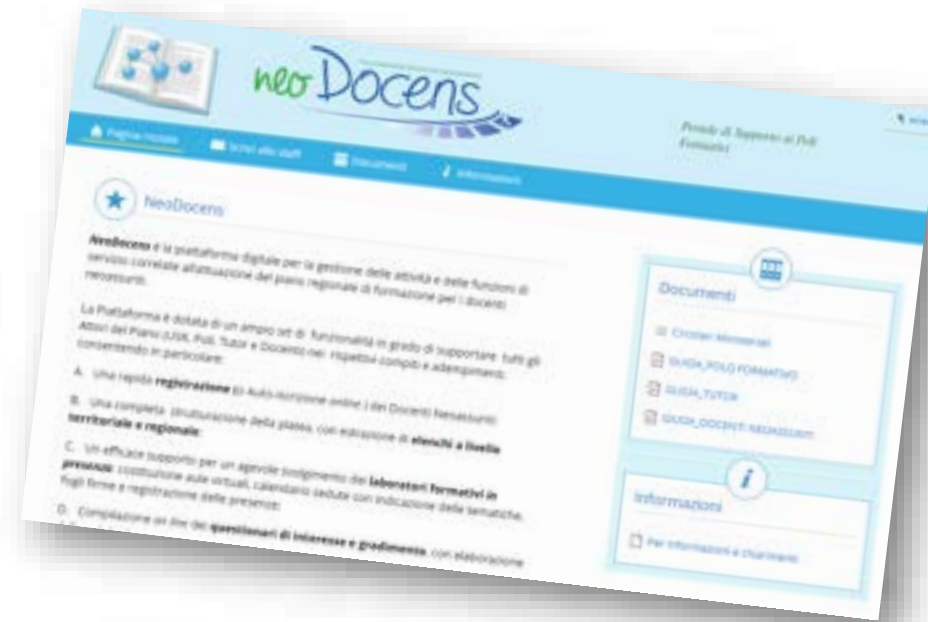 neoDocens
Periodo di Supporto ai Poli
Formativi
Pagina iniziale
Scrivi allo staff
Documenti
Informazioni
NeoDocens
NeoDocens è la piattaforma digitale per la gestione delle attività e delle funzioni di
servizio correlate all'attuazione del piano regionale di formazione per i docenti
neoassunti.
La Piattaforma è dotata di un ampio set di funzionalità in grado di supportare tutti gli
Attori del Piano (USR, Poli, Tutor e Docenti) nei rispettivi compiti e adempimenti,
consentendo in particolare:
A. Una rapida registrazione (o Auto-iscrizione online) dei Docenti Neoassunti;
B. Una completa strutturazione della platea, con estrazione di elenchi a livello
territoriale e regionale;
C. Un efficace supporto per un agevole svolgimento dei laboratori formativi in
presenza: costituzione aule virtuali, calendario sedute con indicazione delle tematiche,
fogli firme e registrazione delle presenze;
D. Compilazione on line dei questionari di interesse e gradimento, con elaborazione
Documenti
Circolari Ministeriali
GUIDA_POLO FORMATIVO
GUIDA_TUTOR
GUIDA_DOCENTI NEOASSUNTI
Informazioni
Per informazioni e chiarimenti